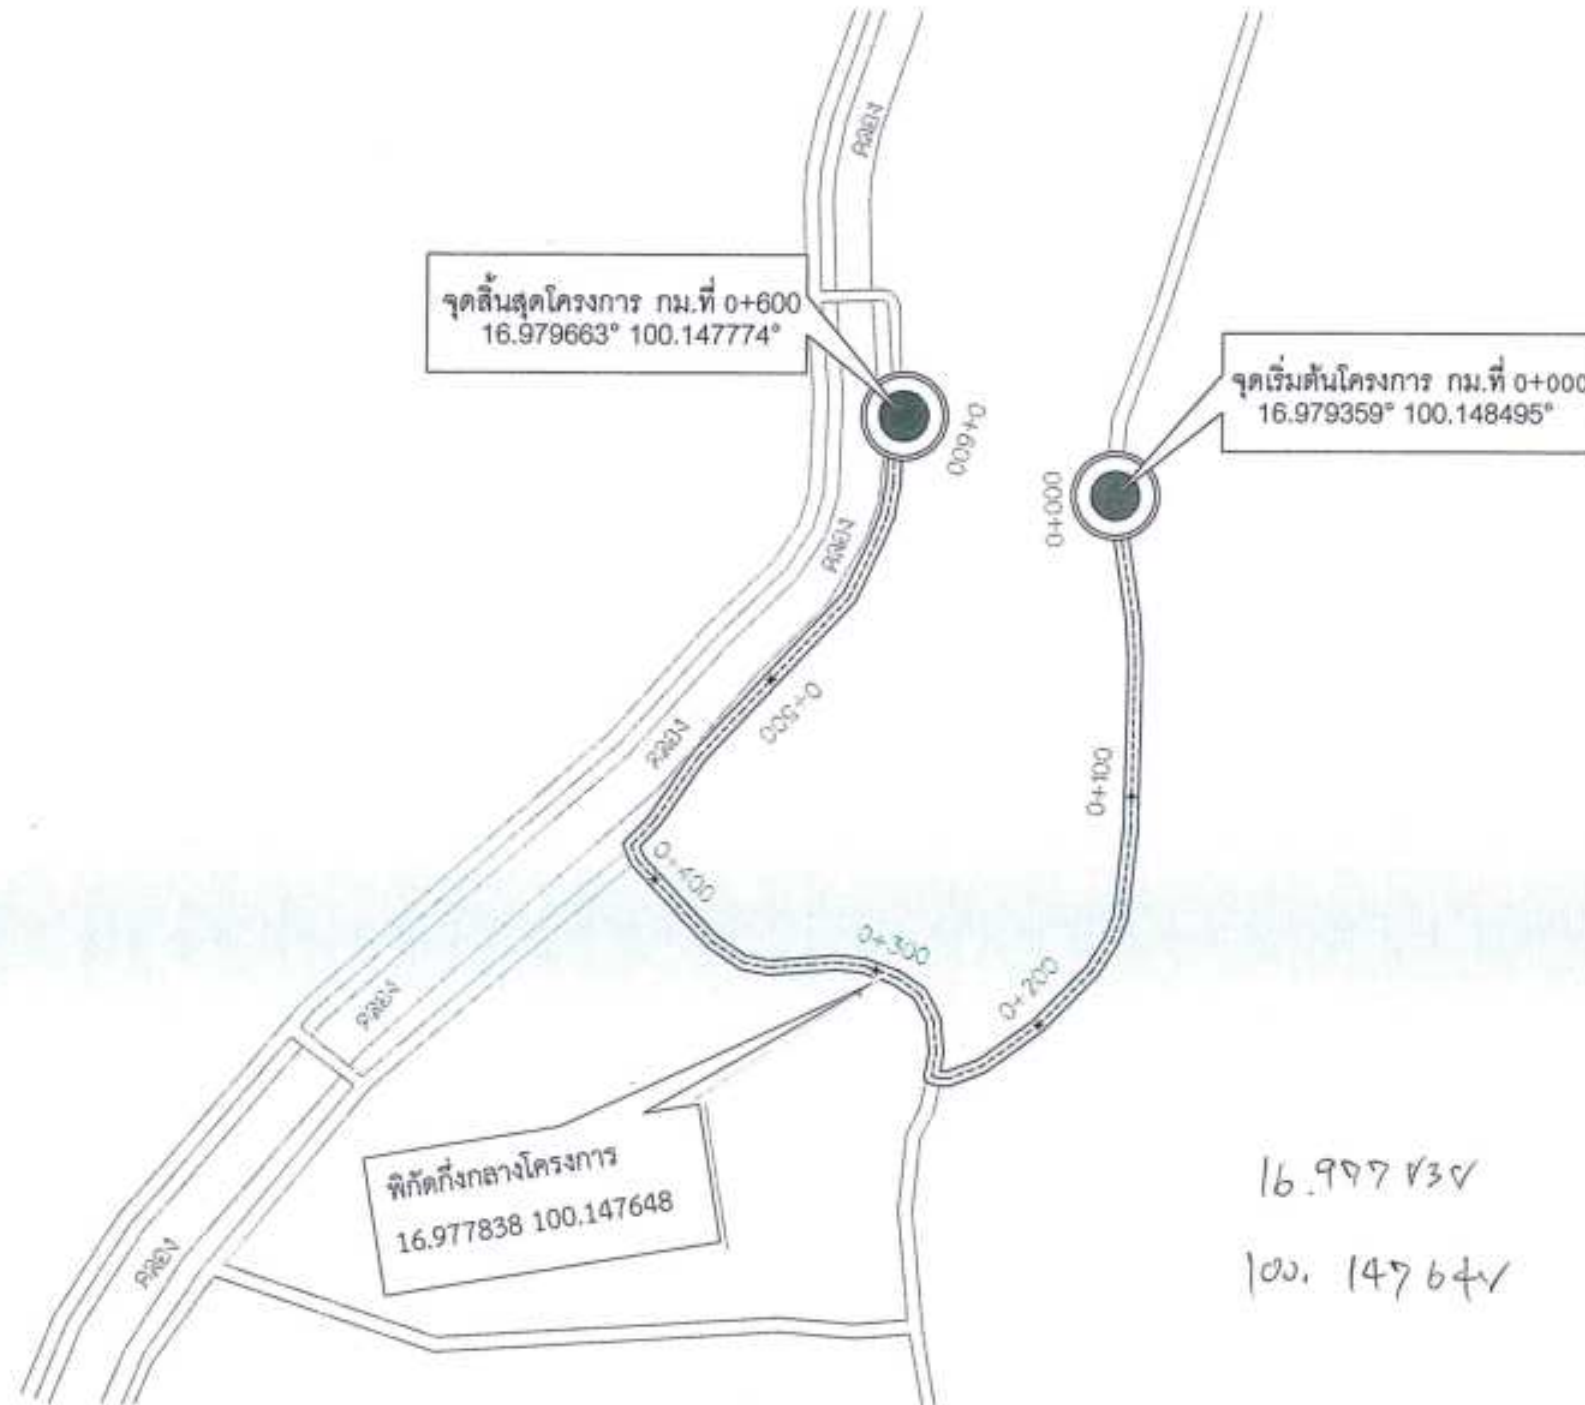 คลอง
จุดสิ้นสุดโครงการ กม.ที่ 0+600
16.979663° 100.147774°
จุดเริ่มต้นโครงการ กม.ที่ 0+000
16.979359° 100.148495°
0+600
0+000
คลอง
0+500
คลอง
0+100
0+400
0+300
0+200
คลอง
พิกัดกึ่งกลางโครงการ
16.977838 100.147648
คลอง
16.977838
100.147648